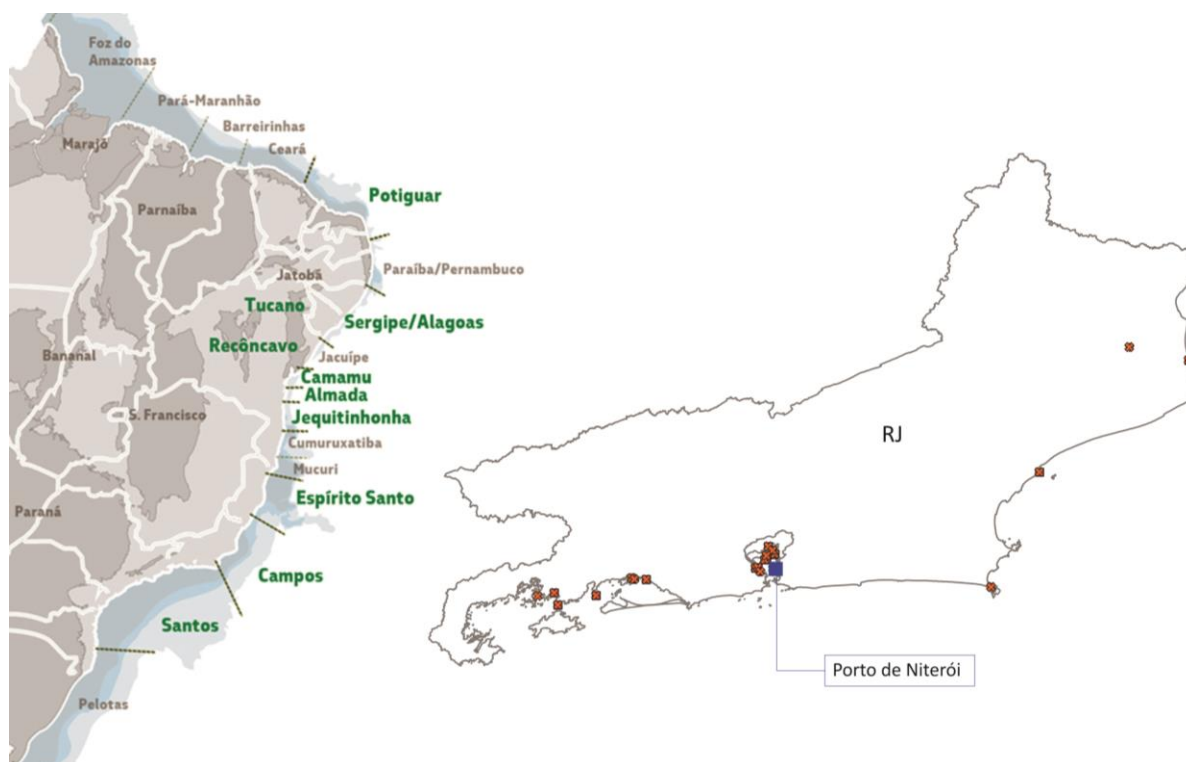 Foz do
Amazonas
Pará-Maranhão
Barreirinhas
Ceará
Marajó
Potiguar
Parnaíba
Paraíba/Pernambuco
Jatobá
Tucano
Sergipe/Alagoas
Recôncavo
Jacuípe
Bananal
Camamu
Almada
S. Francisco
Jequitinhonha
Cumuruxatiba
Mucuri
Espírito Santo
Paraná
Campos
Santos
Pelotas
RJ
Porto de Niterói